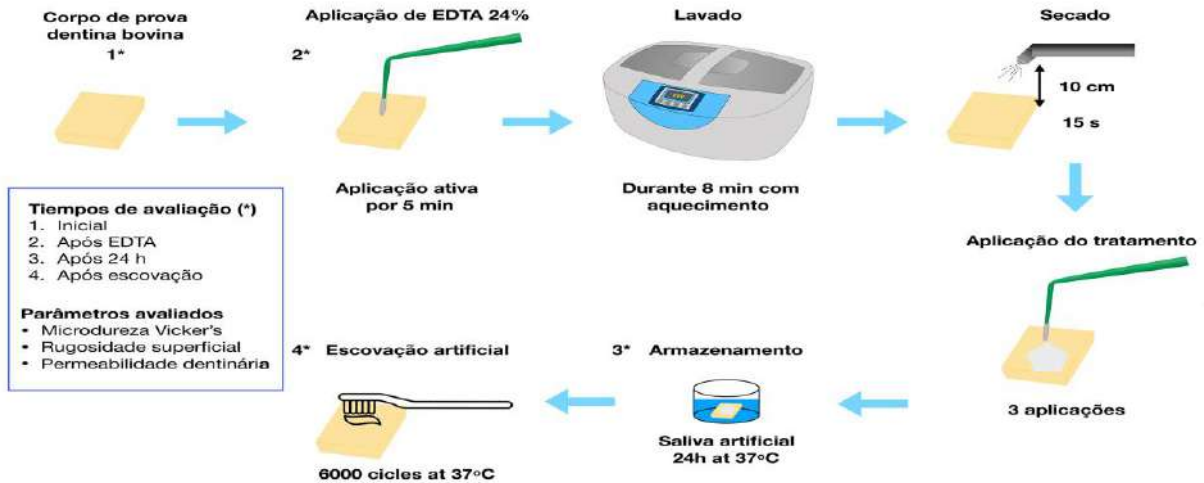 Corpo de prova
dentina bovina
1*
Aplicação de EDTA 24%
2*
Aplicação ativa
por 5 min
Lavado
Durante 8 min com
aquecimento
Secado
10 cm
15 s
Aplicação do tratamento
3 aplicações
3* Armazenamento
Saliva artificial
24h at 37°C
4* Escovação artificial
6000 cicles at 37°C
Tiempos de avaliação (*)
1. Inicial
2. Após EDTA
3. Após 24 h
4. Após escovação
Parâmetros avaliados
• Microdureza Vicker's
• Rugosidade superficial
• Permeabilidade dentinária